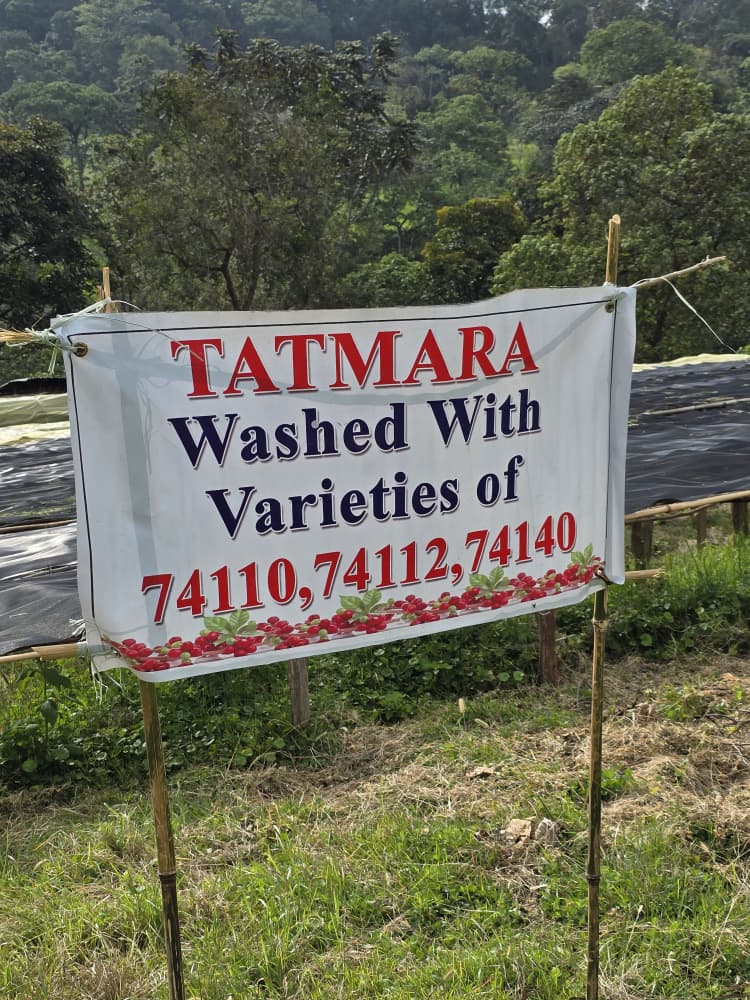 TATMARA
Washed With
Varieties of
74110,74112,74140